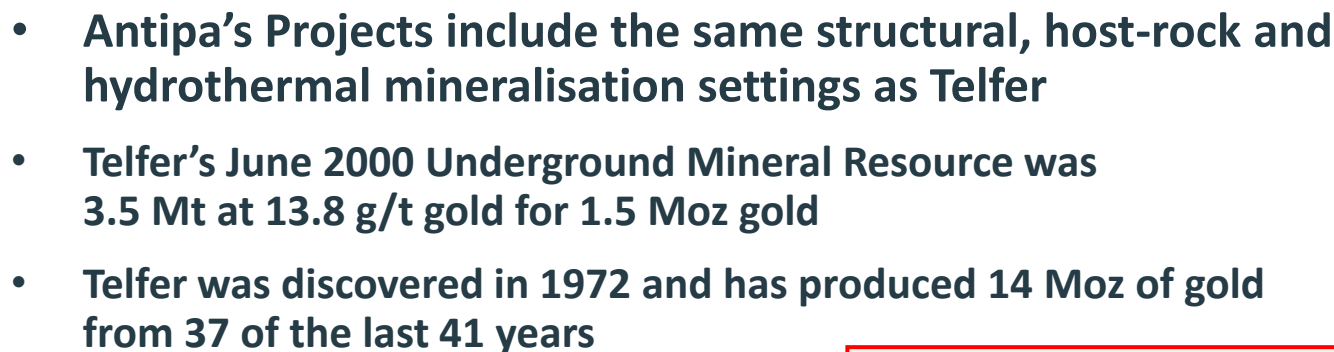 • Antipa’s Projects include the same structural, host-rock and
hydrothermal mineralisation settings as Telfer
• Telfer’s June 2000 Underground Mineral Resource was
3.5 Mt at 13.8 g/t gold for 1.5 Moz gold
• Telfer was discovered in 1972 and has produced 14 Moz of gold
from 37 of the last 41 years